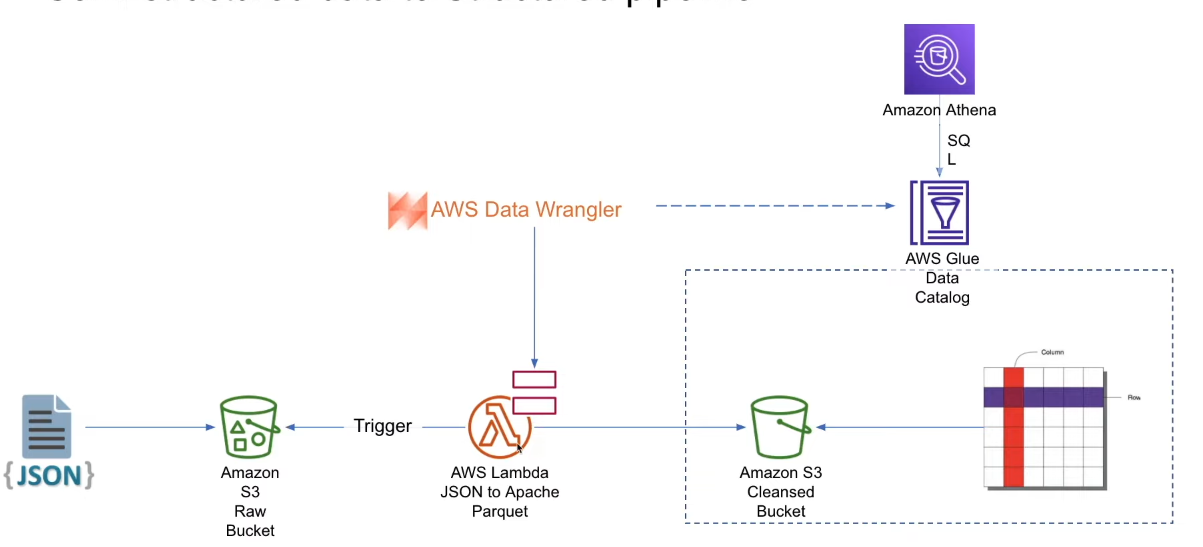 Amazon Athena
SQ
L
AWS Data Wrangler
AWS Glue
Data
Catalog
Column
Row
Trigger
{JSON}
Amazon
S3
Raw
Bucket
AWS Lambda
JSON to Apache
Parquet
Amazon S3
Cleansed
Bucket